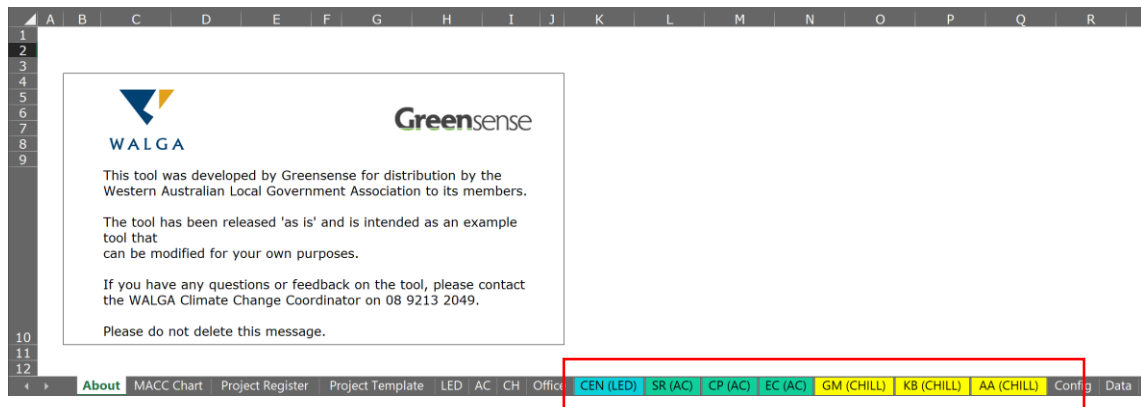 A B C D E F G H I J K L M N O P Q R
1
2
3
4
5
6
7
8
9
10
11
12
WALGA
Greensense
This tool was developed by Greensense for distribution by the
Western Australian Local Government Association to its members.
The tool has been released 'as is' and is intended as an example
tool that
can be modified for your own purposes.
If you have any questions or feedback on the tool, please contact
the WALGA Climate Change Coordinator on 08 9213 2049.
Please do not delete this message.
About MACC Chart Project Register Project Template LED AC CH Office CEN (LED) SR (AC) CP (AC) EC (AC) GM (CHILL) KB (CHILL) AA (CHILL) Config Data